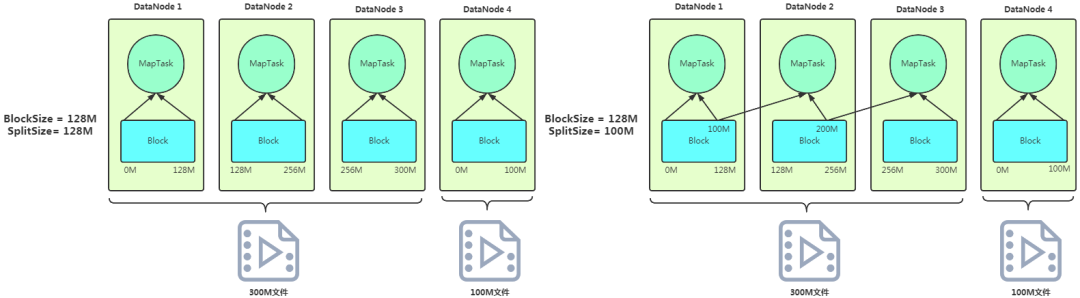 DataNode 1
DataNode 2
DataNode 3
DataNode 4
MapTask
MapTask
MapTask
MapTask
BlockSize = 128M
SplitSize= 128M
Block
Block
Block
Block
0M
128M
128M
256M
256M
300M
0M
100M
300M文件
100M文件
DataNode 1
DataNode 2
DataNode 3
DataNode 4
MapTask
MapTask
MapTask
MapTask
BlockSize = 128M
SplitSize= 100M
100M
200M
Block
Block
Block
Block
0M
128M
128M
256M
256M
300M
0M
100M
300M文件
100M文件